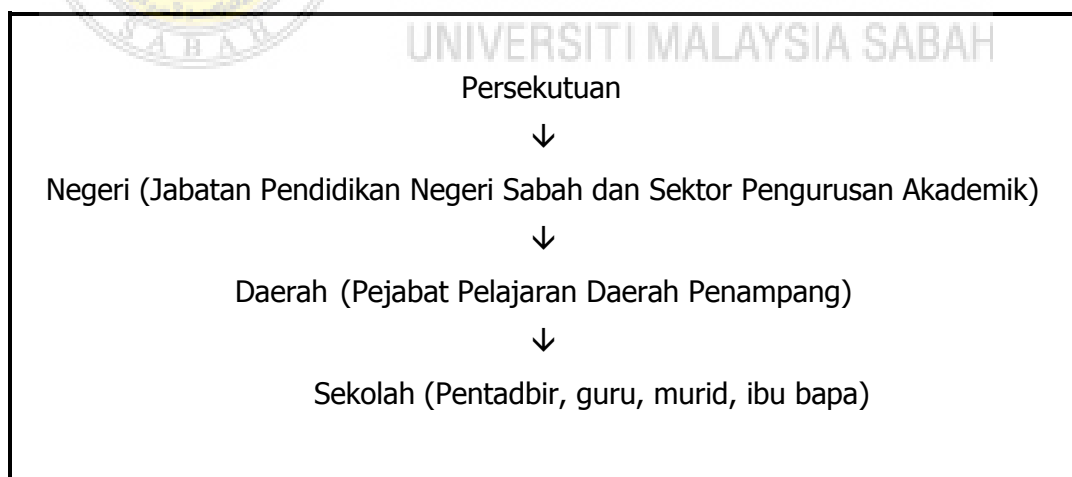 SABAH
UNIVERSITI MALAYSIA SABAH
Persekutuan
↓
Negeri (Jabatan Pendidikan Negeri Sabah dan Sektor Pengurusan Akademik)
↓
Daerah (Pejabat Pelajaran Daerah Penampang)
↓
Sekolah (Pentadbir, guru, murid, ibu bapa)